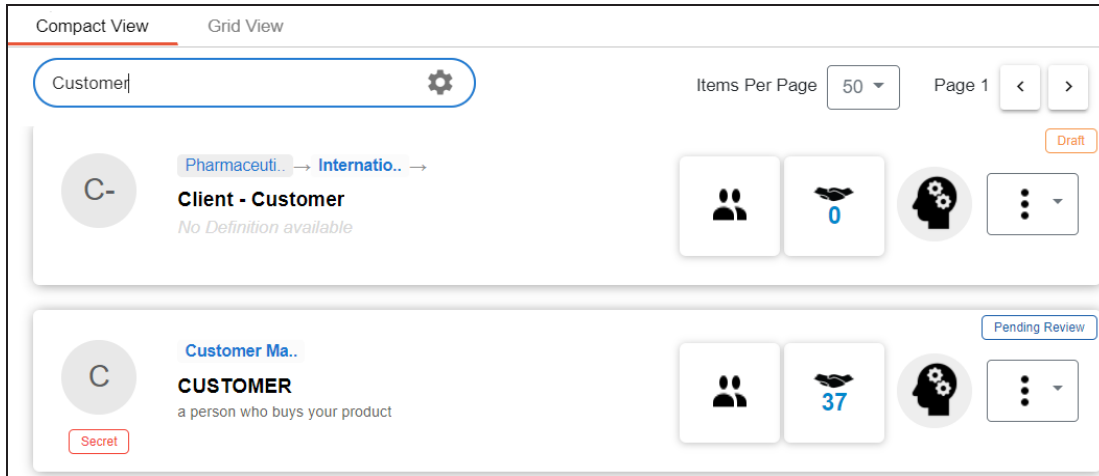 Compact View Grid View
Customer Items Per Page 50 Page 1 < >
Draft
Pharmaceuti.. → Internatio.. →
C- Client - Customer
No Definition available
0
Pending Review
Customer Ma..
C CUSTOMER
a person who buys your product
37
Secret